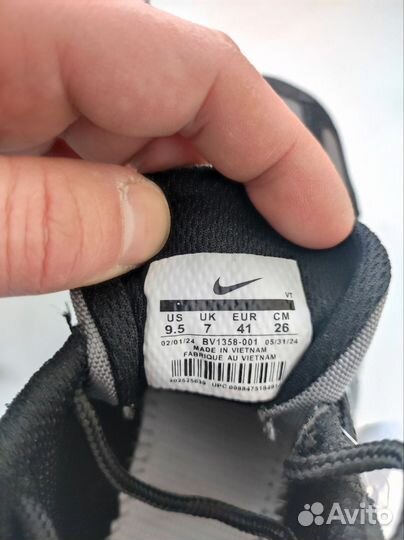 VT
US UK EUR CM
9.5 7 41 26
02/01/24 BV1358-001 05/31/24
MADE IN VIETNAM
FABRIQUE AU VIETNAM
UPC
Avito